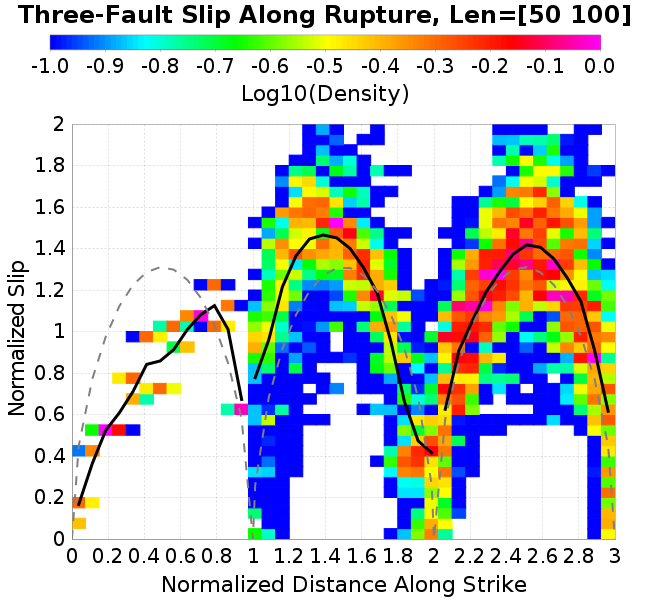 Three-Fault Slip Along Rupture, Len=[50 100]
-1.0 -0.9 -0.8 -0.7 -0.6 -0.5 -0.4 -0.3 -0.2 -0.1 0.0
Log10(Density)
2
1.8
1.6
1.4
1.2
1
0.8
0.6
0.4
0.2
0
Normalized Slip
0 0.2 0.4 0.6 0.8 1 1.2 1.4 1.6 1.8 2 2.2 2.4 2.6 2.8 3
Normalized Distance Along Strike